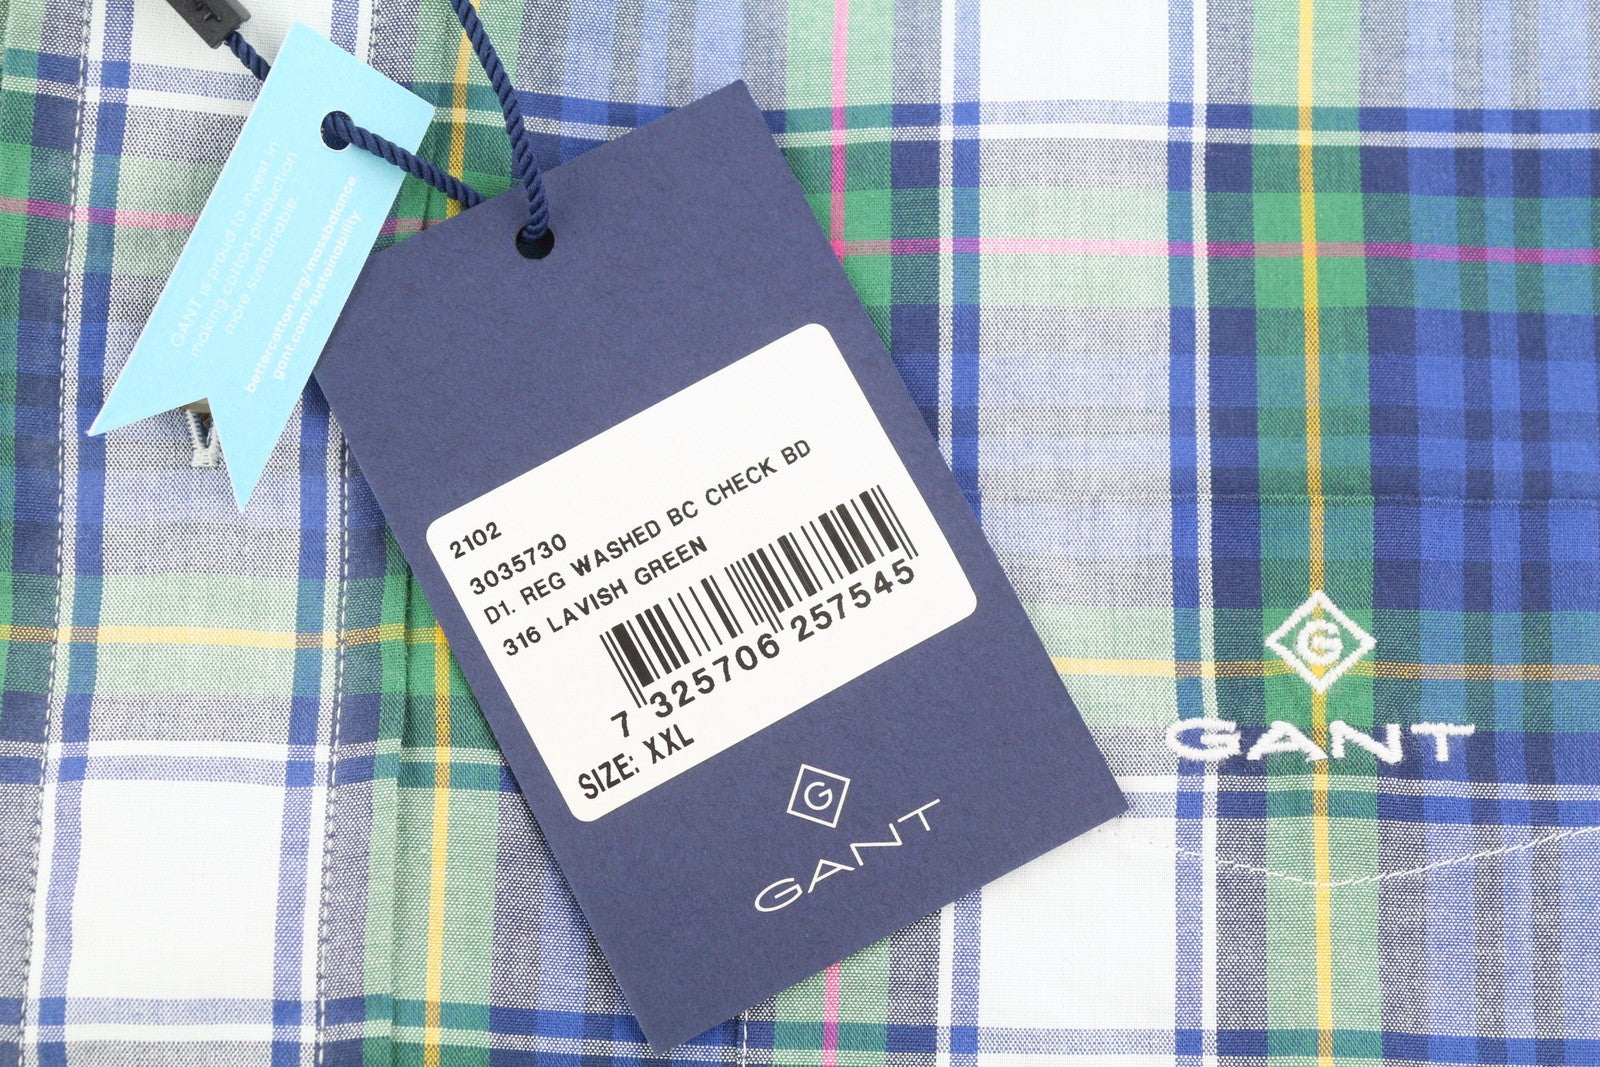 GANT is proud to invest in
making cotton production
more sustainable
bettercotton.org/massbalance
gant.com/sustainability
2102
3035730
D1. REG WASHED BC CHECK BD
316 LAVISH GREEN
7 325706 257545
SIZE: XXL
G
GANT
G
GANT